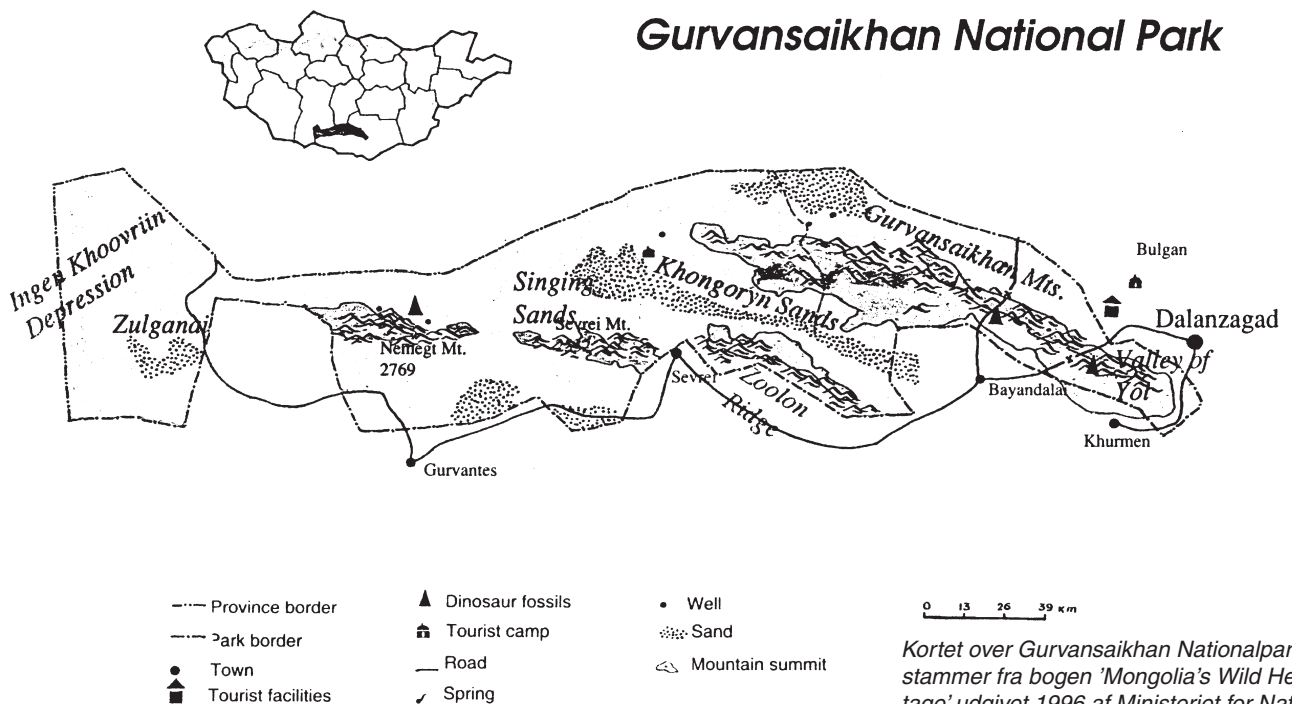 Gurvansaikhan National Park
Ingen Khoovriin
Depression
Zulganai
Nemegt Mt.
2769
Gurvantes
Singing
Sands
Sevrei Mt.
Sevrei
Khongoryn Sands
Gurvansaikhan Mts.
Loolon
Ridge
Bulgan
Dalanzagad
Valley of
Yol
Bayandalai
Khurmen
Province border
Park border
Town
Tourist facilities
Dinosaur fossils
Tourist camp
Road
Spring
Well
Sand
Mountain summit
0 13 26 39 km
Kortet over Gurvansaikhan Nationalpar
stammer fra bogen 'Mongolia's Wild He
tage' udgivet 1996 af Ministeriet for Nat